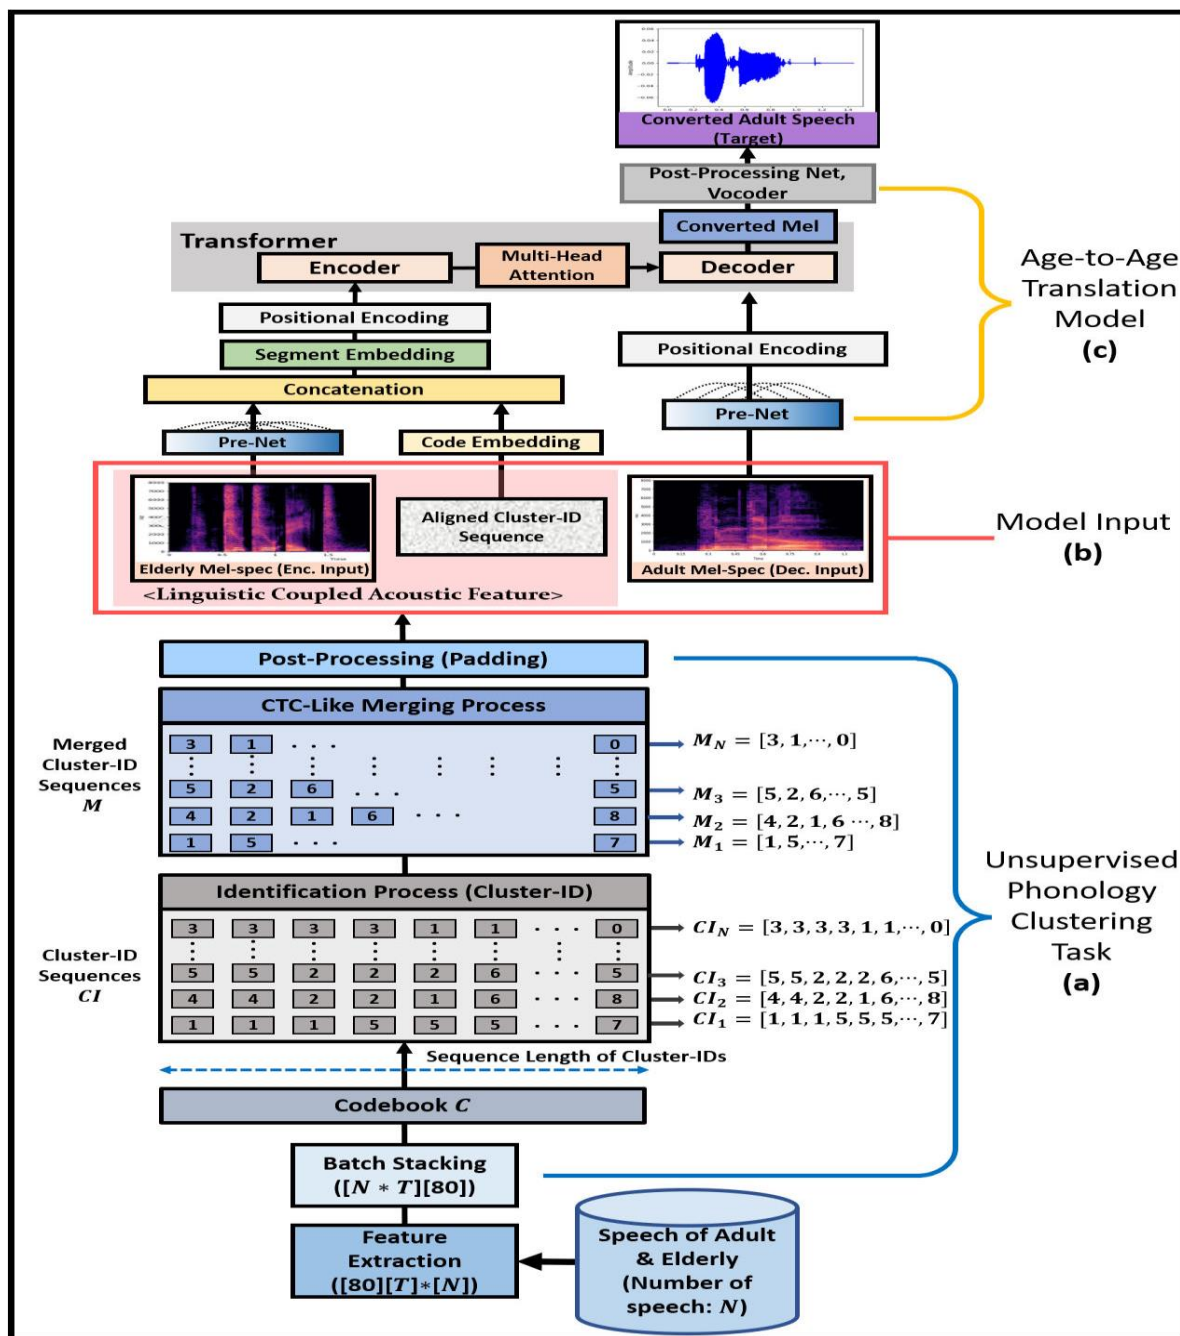 Converted Adult Speech
(Target)
Post-Processing Net,
Vocoder
Converted Mel
Transformer
Encoder
Multi-Head
Attention
Decoder
Positional Encoding
Segment Embedding
Concatenation
Pre-Net
Code Embedding
Positional Encoding
Pre-Net
Age-to-Age
Translation
Model
(c)
Elderly Mel-spec (Enc. Input)
Aligned Cluster-ID
Sequence
Adult Mel-Spec (Dec. Input)
<Linguistic Coupled Acoustic Feature>
Model Input
(b)
Post-Processing (Padding)
CTC-Like Merging Process
Merged
Cluster-ID
Sequences
M
3 1 · · · 0
5 2 6 · · · 5
4 2 1 6 · · · 8
1 5 · · · 7
M_N = [3, 1,⋯, 0]
M_3 = [5, 2, 6,⋯, 5]
M_2 = [4, 2, 1, 6 ⋯, 8]
M_1 = [1, 5,⋯, 7]
Identification Process (Cluster-ID)
Cluster-ID
Sequences
CI
3 3 3 3 1 1 · · · 0
5 5 2 2 2 6 · · · 5
4 4 2 2 1 6 · · · 8
1 1 1 5 5 5 · · · 7
CI_N = [3, 3, 3, 3, 1, 1,⋯, 0]
CI_3 = [5, 5, 2, 2, 2, 6,⋯, 5]
CI_2 = [4, 4, 2, 2, 1, 6,⋯, 8]
CI_1 = [1, 1, 1, 5, 5, 5,⋯, 7]
Unsupervised
Phonology
Clustering
Task
(a)
Sequence Length of Cluster-IDs
Codebook C
Batch Stacking
([N * T][80])
Feature
Extraction
([80][T]*[N])
Speech of Adult
& Elderly
(Number of
speech: N)